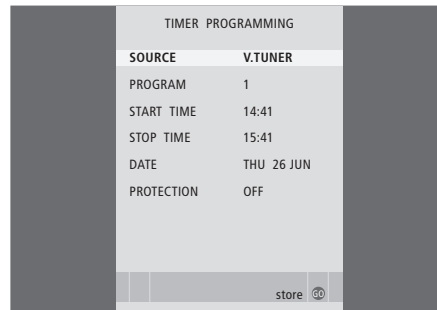 TIMER PROGRAMMING
SOURCE V.TUNER
PROGRAM 1
START TIME 14:41
STOP TIME 15:41
DATE THU 26 JUN
PROTECTION OFF
store GO